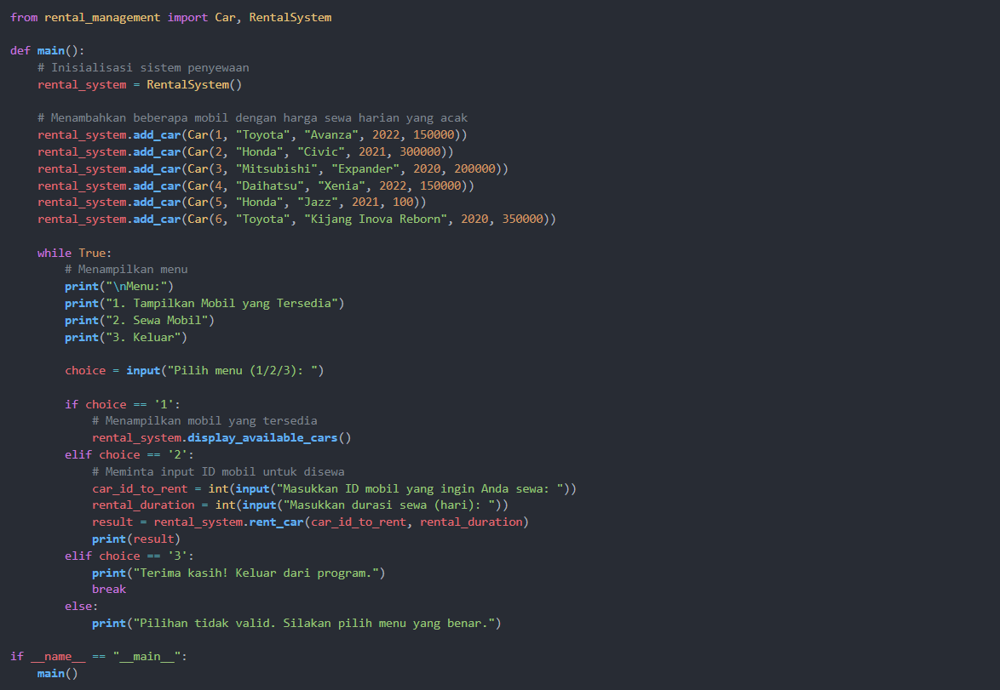 from rental_management import Car, RentalSystem
def main():
    # Inisialisasi sistem penyewaan
    rental_system = RentalSystem()
    # Menambahkan beberapa mobil dengan harga sewa harian yang acak
    rental_system.add_car(Car(1, "Toyota", "Avanza", 2022, 150000))
    rental_system.add_car(Car(2, "Honda", "Civic", 2021, 300000))
    rental_system.add_car(Car(3, "Mitsubishi", "Expander", 2020, 200000))
    rental_system.add_car(Car(4, "Daihatsu", "Xenia", 2022, 150000))
    rental_system.add_car(Car(5, "Honda", "Jazz", 2021, 100))
    rental_system.add_car(Car(6, "Toyota", "Kijang Inova Reborn", 2020, 350000))
    while True:
        # Menampilkan menu
        print("\nMenu:")
        print("1. Tampilkan Mobil yang Tersedia")
        print("2. Sewa Mobil")
        print("3. Keluar")
        choice = input("Pilih menu (1/2/3): ")
        if choice == '1':
            # Menampilkan mobil yang tersedia
            rental_system.display_available_cars()
        elif choice == '2':
            # Meminta input ID mobil untuk disewa
            car_id_to_rent = int(input("Masukkan ID mobil yang ingin Anda sewa: "))
            rental_duration = int(input("Masukkan durasi sewa (hari): "))
            result = rental_system.rent_car(car_id_to_rent, rental_duration)
            print(result)
        elif choice == '3':
            print("Terima kasih! Keluar dari program.")
            break
        else:
            print("Pilihan tidak valid. Silakan pilih menu yang benar.")
if __name__ == "__main__":
    main()